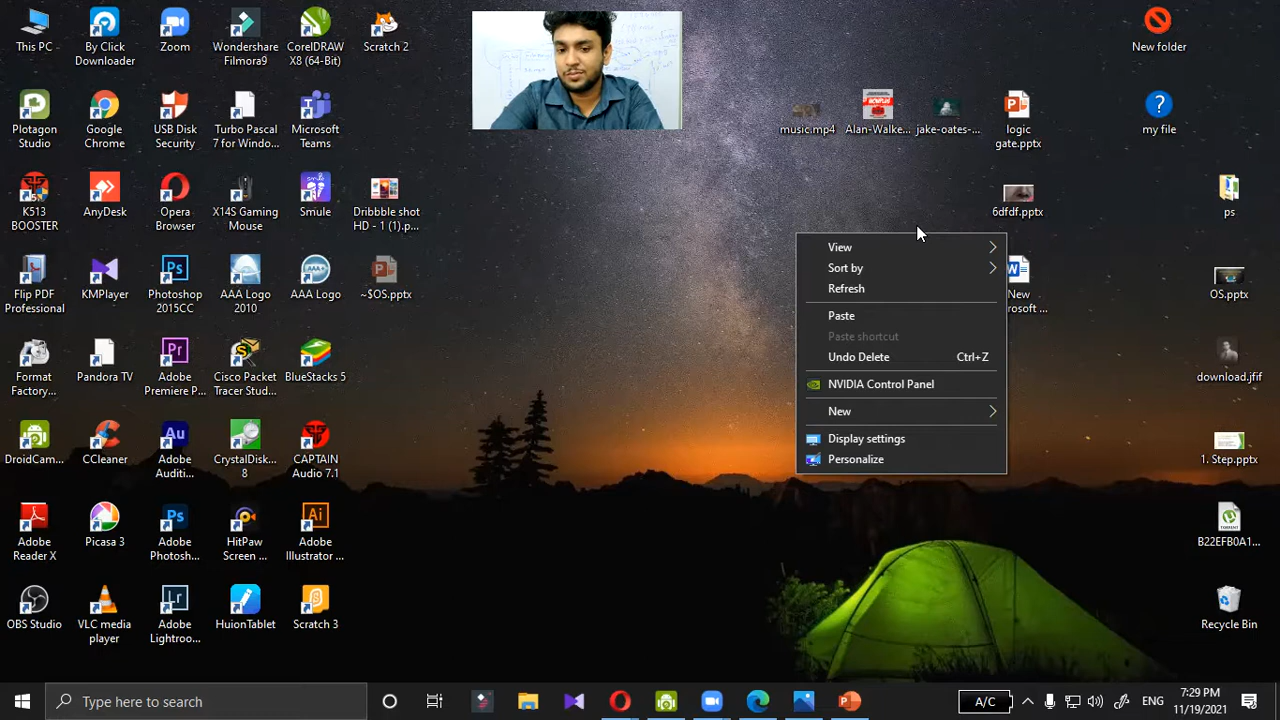 This PC
By Click
Downloader
Zoom
Wondershare
Filmora
CorelDRAW
X8 (64-Bit)
Scratch 2
New folder
Plotagon
Studio
Google
Chrome
USB Disk
Security
Turbo Pascal
7 for Windo...
Microsoft
Teams
music.mp4
Alan-Walke...
jake-oates-...
logic
gate.pptx
my file
K513
BOOSTER
AnyDesk
Opera
Browser
X14S Gaming
Mouse
Smule
Dribbble shot
HD - 1 (1).p...
6dfdf.pptx
ps
Flip PDF
Professional
KMPlayer
Photoshop
2015CC
AAA Logo
2010
AAA Logo
~$OS.pptx
New
...rosoft ...
OS.pptx
View
Sort by
Refresh
Paste
Paste shortcut
Undo Delete Ctrl+Z
NVIDIA Control Panel
New
Display settings
Personalize
Format
Factory...
Pandora TV
Adobe
Premiere P...
Cisco Packet
Tracer Stud...
BlueStacks 5
download.jfif
DroidCam...
CCleaner
Adobe
Auditi...
CrystalDisk...
8
CAPTAIN
Audio 7.1
1. Step.pptx
Adobe
Reader X
Picasa 3
Adobe
Photosh...
HitPaw
Screen ...
Adobe
Illustrator ...
B22EFB0A1...
OBS Studio
VLC media
player
Adobe
Lightroo...
HuionTablet
Scratch 3
Recycle Bin
Type here to search
A/C
ENG
7:29 PM
11/19/2021